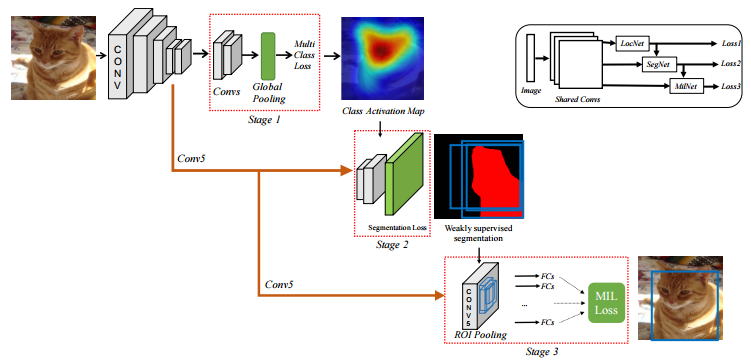 CONV
Convs
Global
Pooling
Multi
Class
Loss
Stage 1
Class Activation Map
Image
Shared Convs
LocNet
SegNet
MilNet
Loss1
Loss2
Loss3
Conv5
Segmentation Loss
Stage 2
Weakly supervised
segmentation
Conv5
CONV5
ROI Pooling
FCs
FCs
...
FCs
MIL
Loss
Stage 3